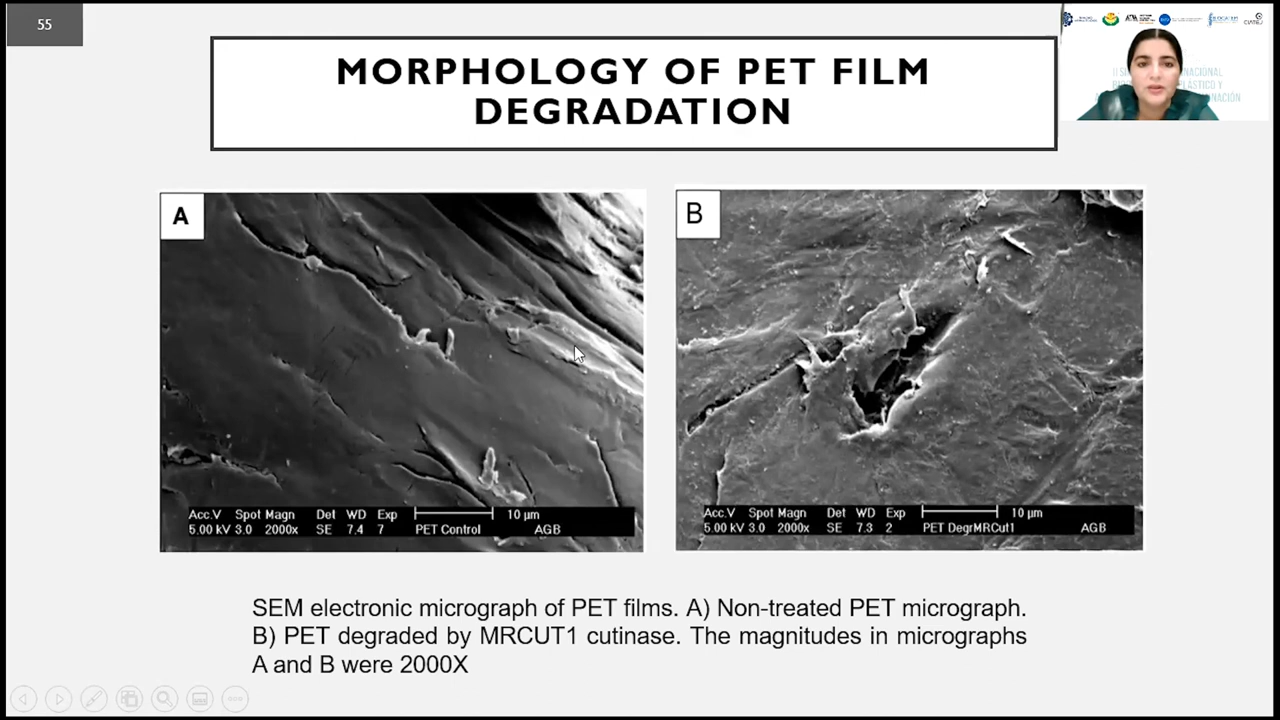 55
MORPHOLOGY OF PET FILM
DEGRADATION
A
B
Acc.V Spot Magn Det WD Exp 10 μm
5.00 kV 3.0 2000x SE 7.4 7 PET Control AGB
Acc.V Spot Magn Det WD Exp 10 μm
5.00 kV 3.0 2000x SE 7.3 2 PET DegrMRCut1 AGB
SEM electronic micrograph of PET films. A) Non-treated PET micrograph.
B) PET degraded by MRCUT1 cutinase. The magnitudes in micrographs
A and B were 2000X